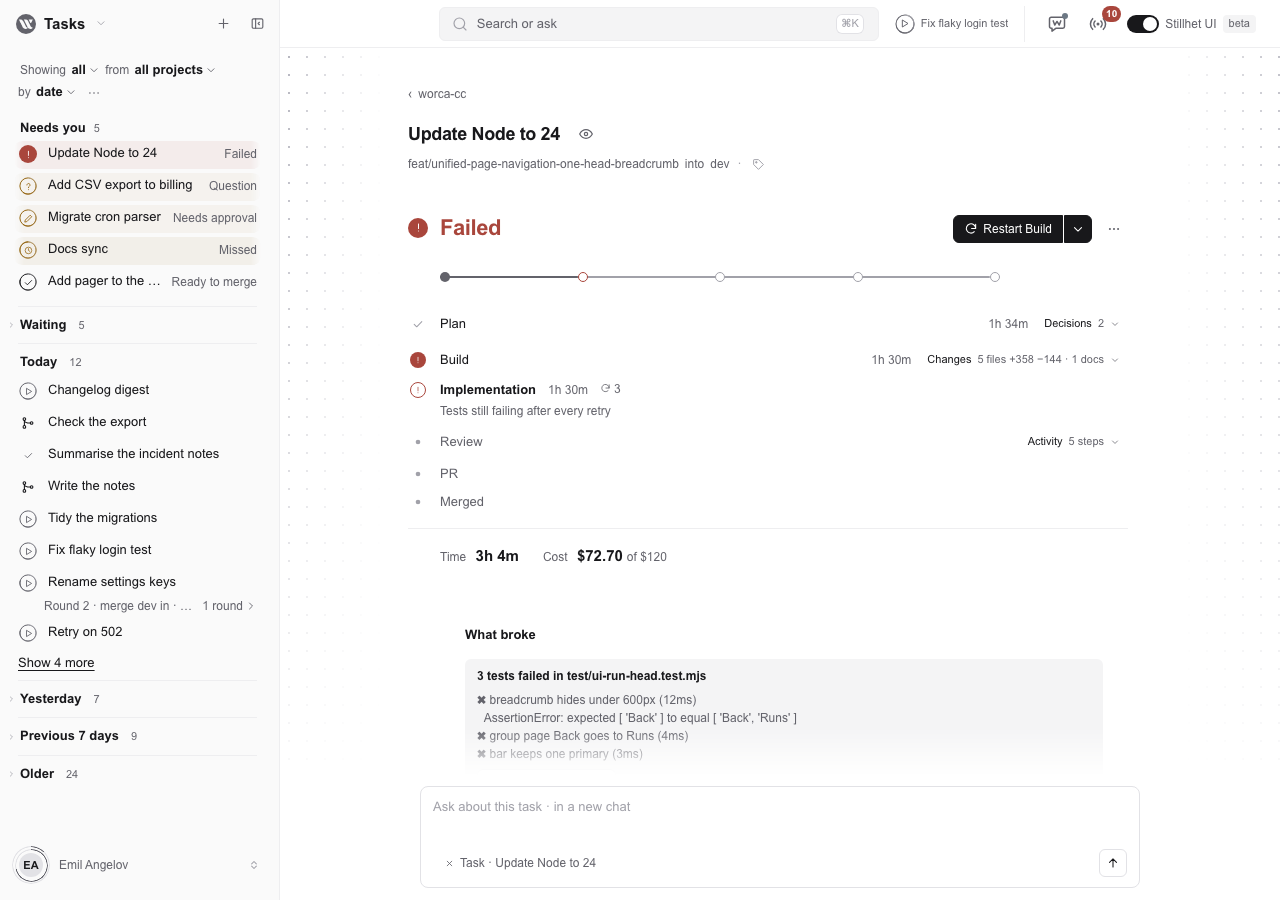 Tasks
Search or ask
⌘K
Fix flaky login test
10
Stillhet UI
beta
Showing all from all projects
by date ...
Needs you 5
Update Node to 24 Failed
Add CSV export to billing Question
Migrate cron parser Needs approval
Docs sync Missed
Add pager to the ... Ready to merge
Waiting 5
Today 12
Changelog digest
Check the export
Summarise the incident notes
Write the notes
Tidy the migrations
Fix flaky login test
Rename settings keys
Round 2 · merge dev in · ... 1 round
Retry on 502
Show 4 more
Yesterday 7
Previous 7 days 9
Older 24
EA Emil Angelov
‹ worca-cc
Update Node to 24
feat/unified-page-navigation-one-head-breadcrumb into dev ·
Failed
Restart Build
...
Plan 1h 34m Decisions 2
Build 1h 30m Changes 5 files +358 −144 · 1 docs
Implementation 1h 30m 3
Tests still failing after every retry
Review Activity 5 steps
PR
Merged
Time 3h 4m Cost $72.70 of $120
What broke
3 tests failed in test/ui-run-head.test.mjs
✖ breadcrumb hides under 600px (12ms)
AssertionError: expected [ 'Back' ] to equal [ 'Back', 'Runs' ]
✖ group page Back goes to Runs (4ms)
✖ bar keeps one primary (3ms)
Ask about this task · in a new chat
× Task · Update Node to 24